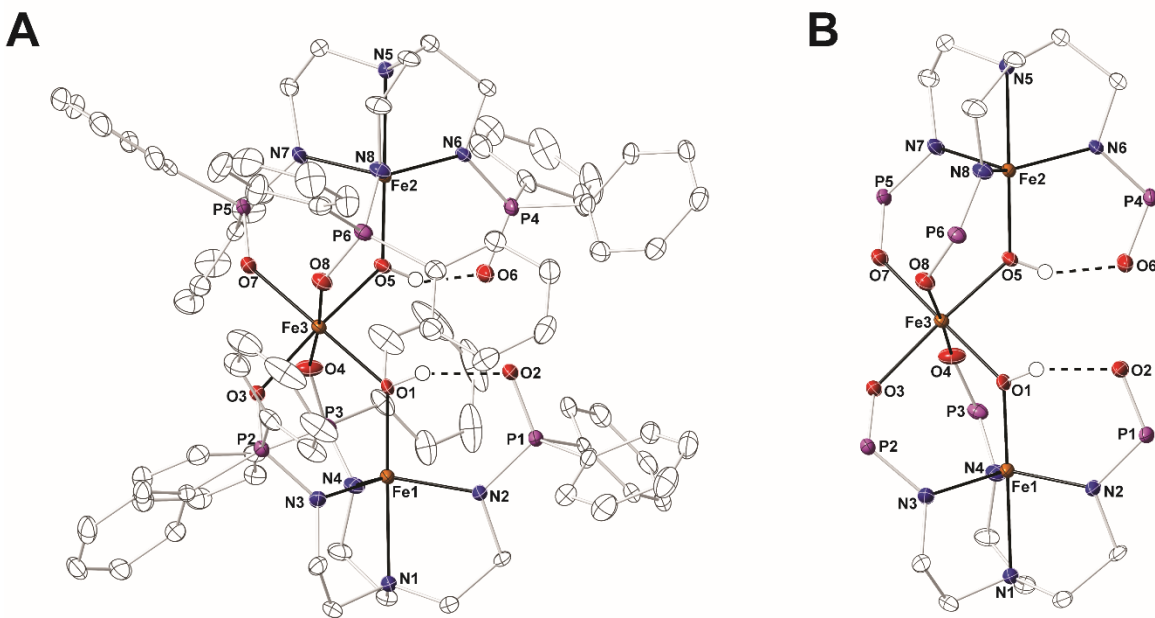 A
N5
N7
N8
N6
Fe2
P5
P4
P6
O7
O8
O5
O6
Fe3
O4
O2
O3
O1
P3
P2
P1
N4
Fe1
N3
N2
N1
B
N5
N7
N6
N8
Fe2
P5
P4
P6
O7
O8
O5
O6
Fe3
O4
O2
O3
O1
P3
P2
P1
N4
Fe1
N3
N2
N1